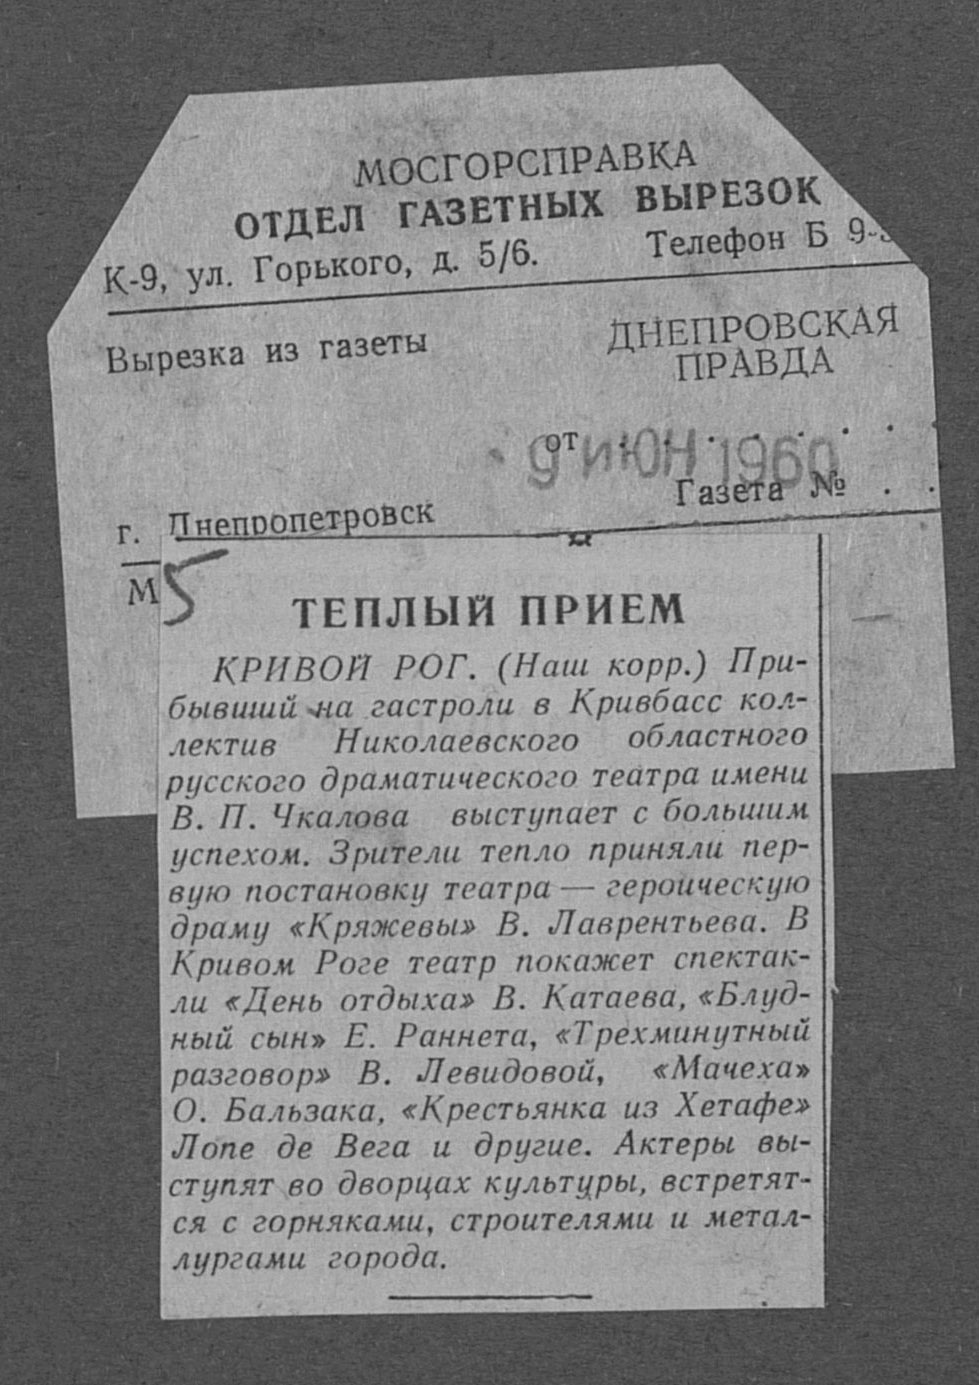 МОСГОРСПРАВКА
ОТДЕЛ ГАЗЕТНЫХ ВЫРЕЗОК
К-9, ул. Горького, д. 5/6. Телефон Б 9-
Вырезка из газеты
ДНЕПРОВСКАЯ
ПРАВДА
от . . . . . . .
9 ИЮН 1960
Газета № . .
г. Днепропетровск
М 5
ТЕПЛЫЙ ПРИЕМ
КРИВОЙ РОГ. (Наш корр.) При-
бывший на гастроли в Кривбасс кол-
лектив Николаевского областного
русского драматического театра имени
В. П. Чкалова выступает с большим
успехом. Зрители тепло приняли пер-
вую постановку театра — героическую
драму «Кряжевы» В. Лаврентьева. В
Кривом Роге театр покажет спектак-
ли «День отдыха» В. Катаева, «Блуд-
ный сын» Е. Раннета, «Трехминутный
разговор» В. Левидовой, «Мачеха»
О. Бальзака, «Крестьянка из Хетафе»
Лопе де Вега и другие. Актеры вы-
ступят во дворцах культуры, встретят-
ся с горняками, строителями и метал-
лургами города.